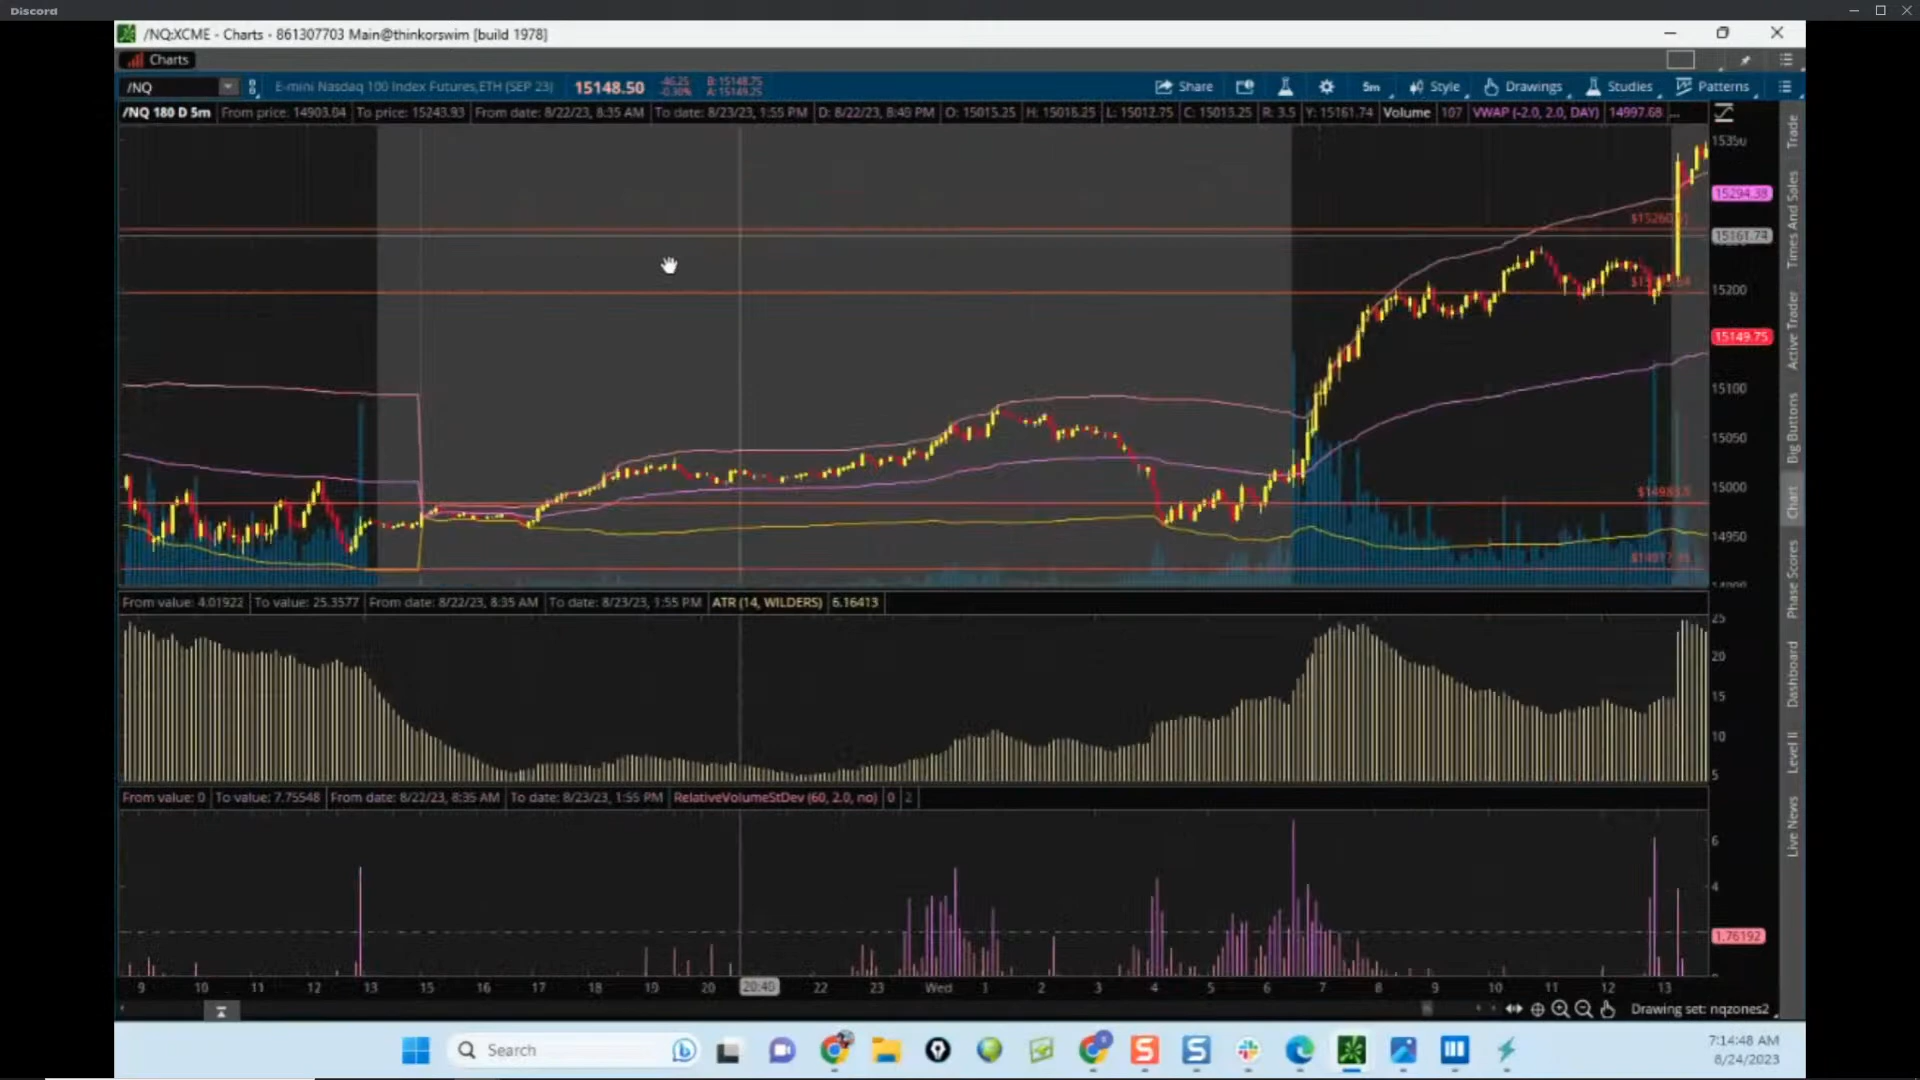 Discord
/NQ:XCME - Charts - 861307703 Main@thinkorswim [build 1978]
Charts
/NQ E-mini Nasdaq 100 Index Futures,ETH (SEP 23) 15148.50 -46.25 -0.30% B: 15148.75 A: 15149.25 Share 5m Style Drawings Studies Patterns
/NQ 180 D 5m From price: 14903.04 To price: 15243.93 From date: 8/22/23, 8:35 AM To date: 8/23/23, 1:55 PM D: 8/22/23, 8:40 PM O: 15015.25 H: 15016.25 L: 15012.75 C: 15013.25 R: 3.5 Y: 15161.74 Volume 107 VWAP (-2.0, 2.0, DAY) 14997.68 ...
15350
15294.38
15161.74
15200
15149.75
15100
15050
15000
14950
From value: 4.01922 To value: 25.3577 From date: 8/22/23, 8:35 AM To date: 8/23/23, 1:55 PM ATR (14, WILDERS) 6.16413
25
20
15
10
5
From value: 0 To value: 7.75548 From date: 8/22/23, 8:35 AM To date: 8/23/23, 1:55 PM RelativeVolumeStDev (60, 2.0, no) 0 2
6
4
1.76192
9 10 11 12 13 15 16 17 18 19 20 20:40 22 23 Wed 1 2 3 4 5 6 7 8 9 10 11 12 13
Drawing set: nqzones2
Trade
Times And Sales
Active Trader
Big Buttons
Chart
Phase Scores
Dashboard
Level II
Live News
Search
7:14:48 AM
8/24/2023